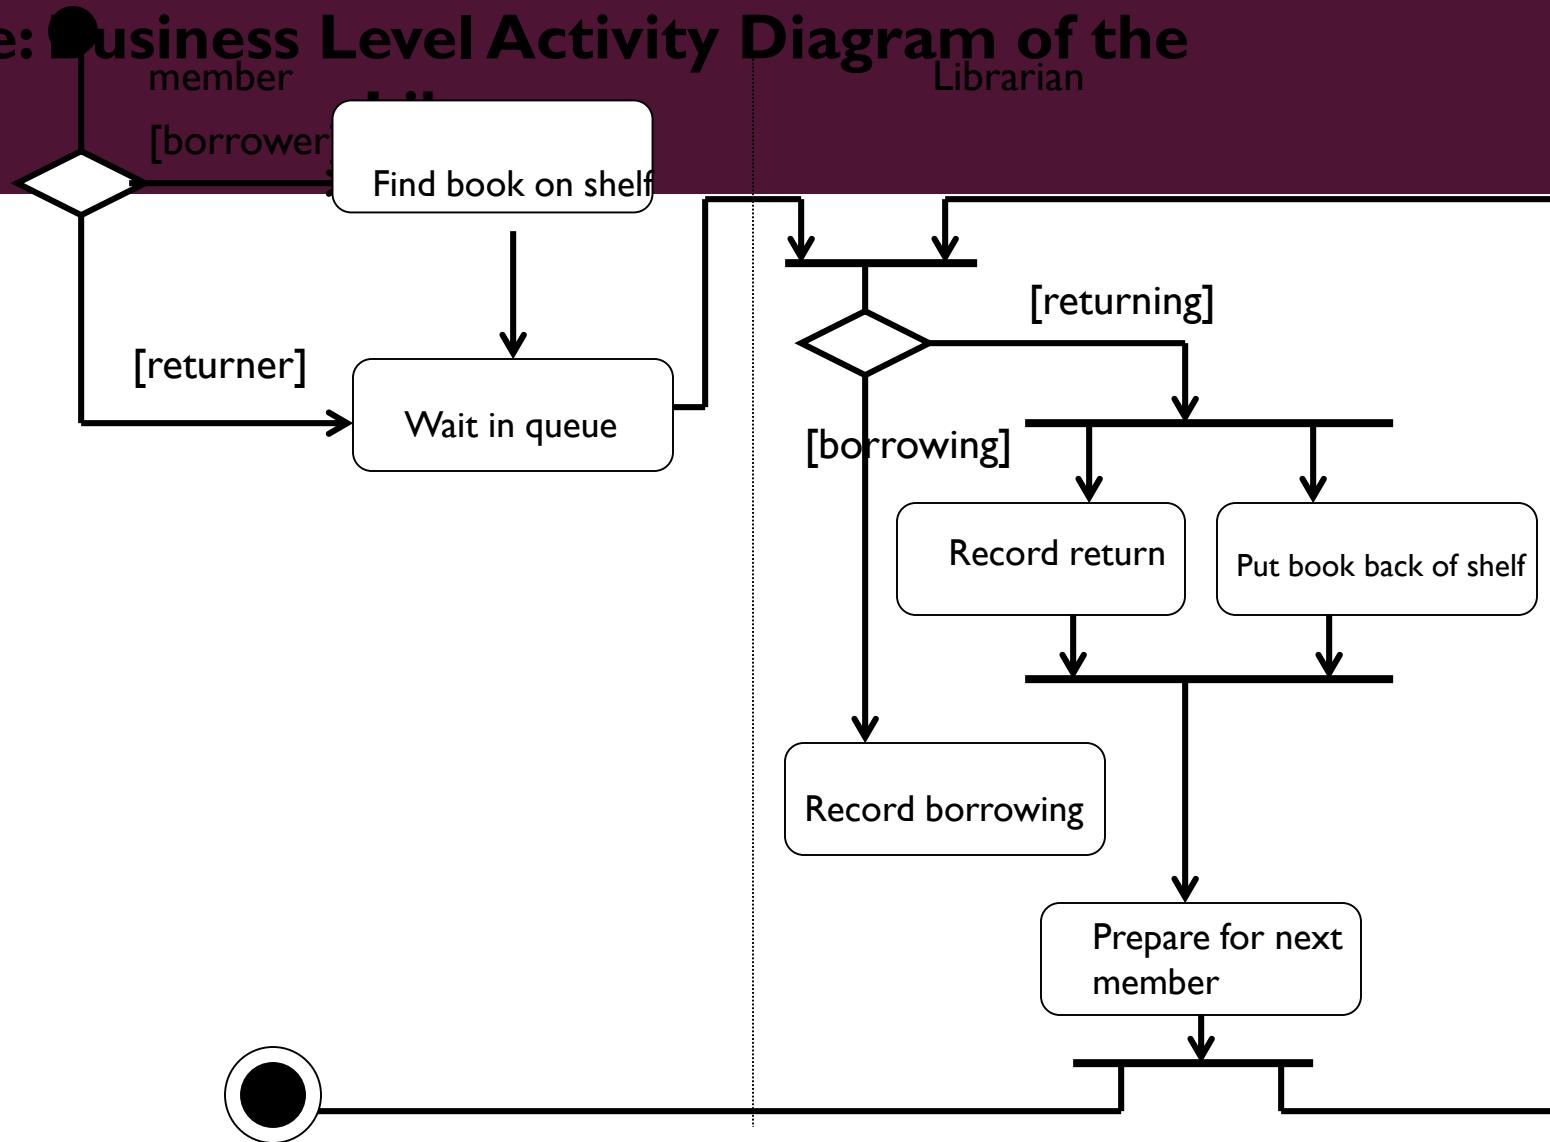 e: Business Level Activity Diagram of the
member
Librarian
[borrower]
Find book on shelf
[returning]
[returner]
Wait in queue
[borrowing]
Record return
Put book back of shelf
Record borrowing
Prepare for next
member